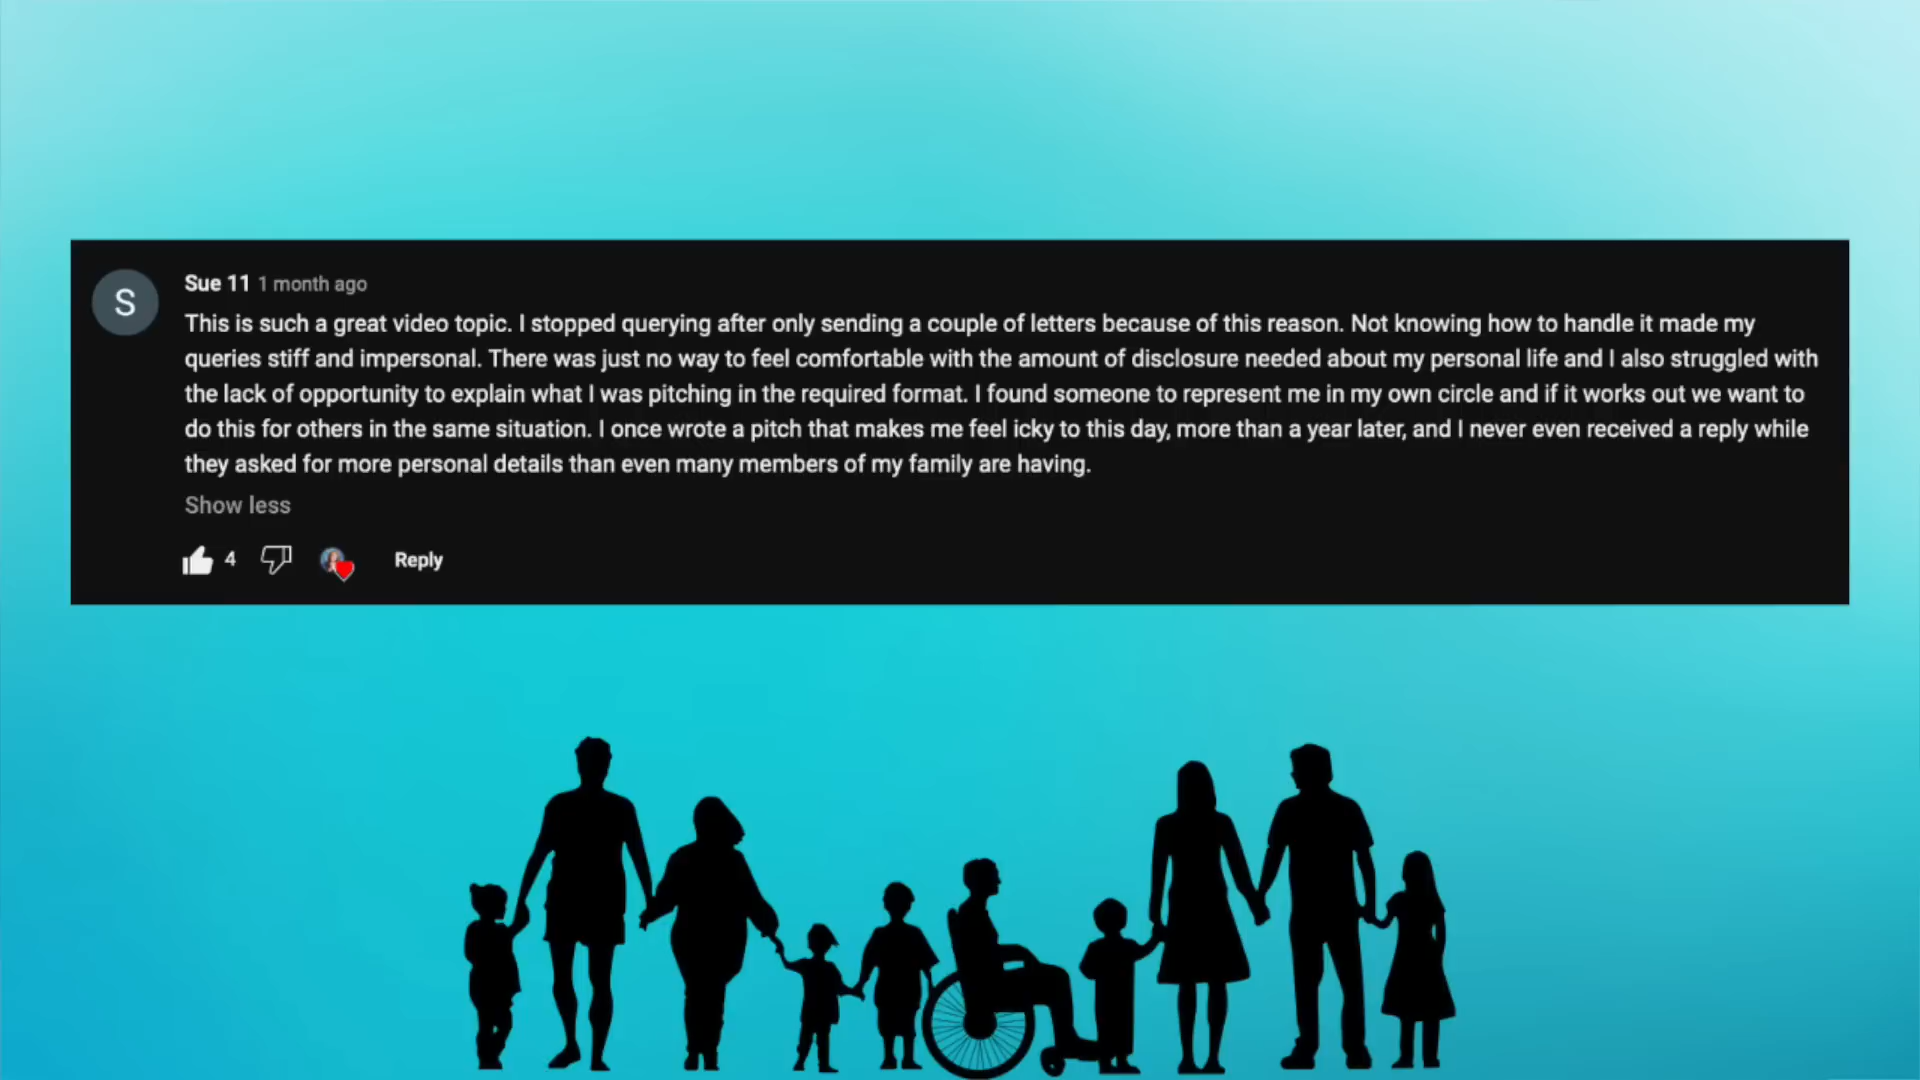 S
Sue 11 1 month ago
This is such a great video topic. I stopped querying after only sending a couple of letters because of this reason. Not knowing how to handle it made my
queries stiff and impersonal. There was just no way to feel comfortable with the amount of disclosure needed about my personal life and I also struggled with
the lack of opportunity to explain what I was pitching in the required format. I found someone to represent me in my own circle and if it works out we want to
do this for others in the same situation. I once wrote a pitch that makes me feel icky to this day, more than a year later, and I never even received a reply while
they asked for more personal details than even many members of my family are having.
Show less
4 Reply